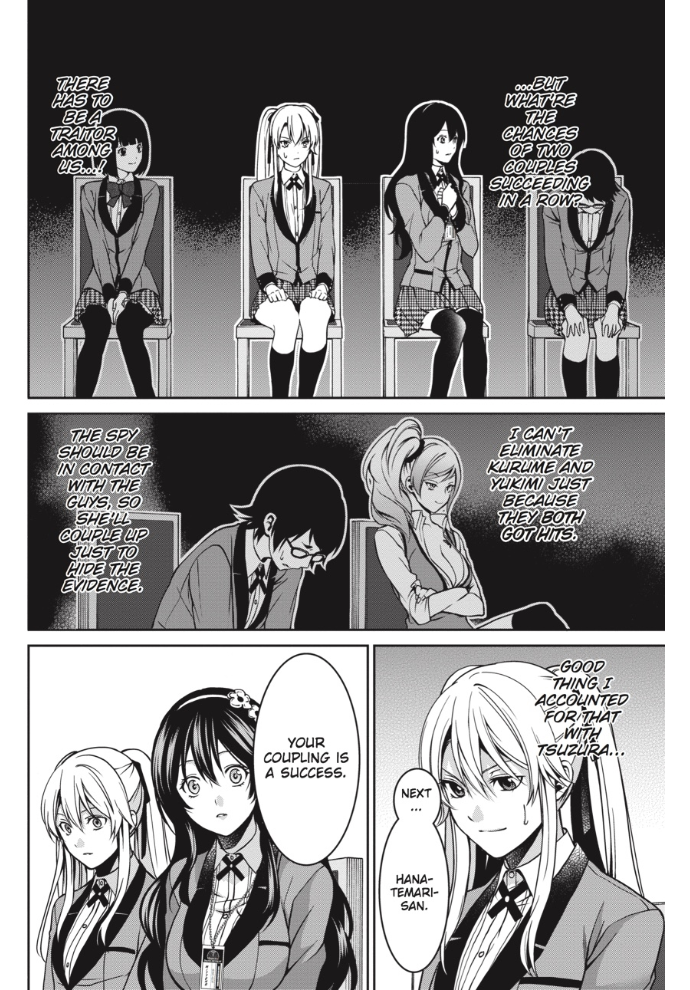 ...BUT
WHAT'RE
THE
CHANCES
OF TWO
COUPLES
SUCCEEDING
IN A ROW?
THERE
HAS TO
BE A
TRAITOR
AMONG
US...!
I CAN'T
ELIMINATE
KURUME AND
YUKIMI JUST
BECAUSE
THEY BOTH
GOT HITS.
THE SPY
SHOULD BE
IN CONTACT
WITH THE
GUYS, SO
SHE'LL
COUPLE UP
JUST TO
HIDE THE
EVIDENCE.
GOOD
THING I
ACCOUNTED
FOR THAT
WITH
TSUZURA...
NEXT
...
HANA-
TEMARI-
SAN.
YOUR
COUPLING IS
A SUCCESS.